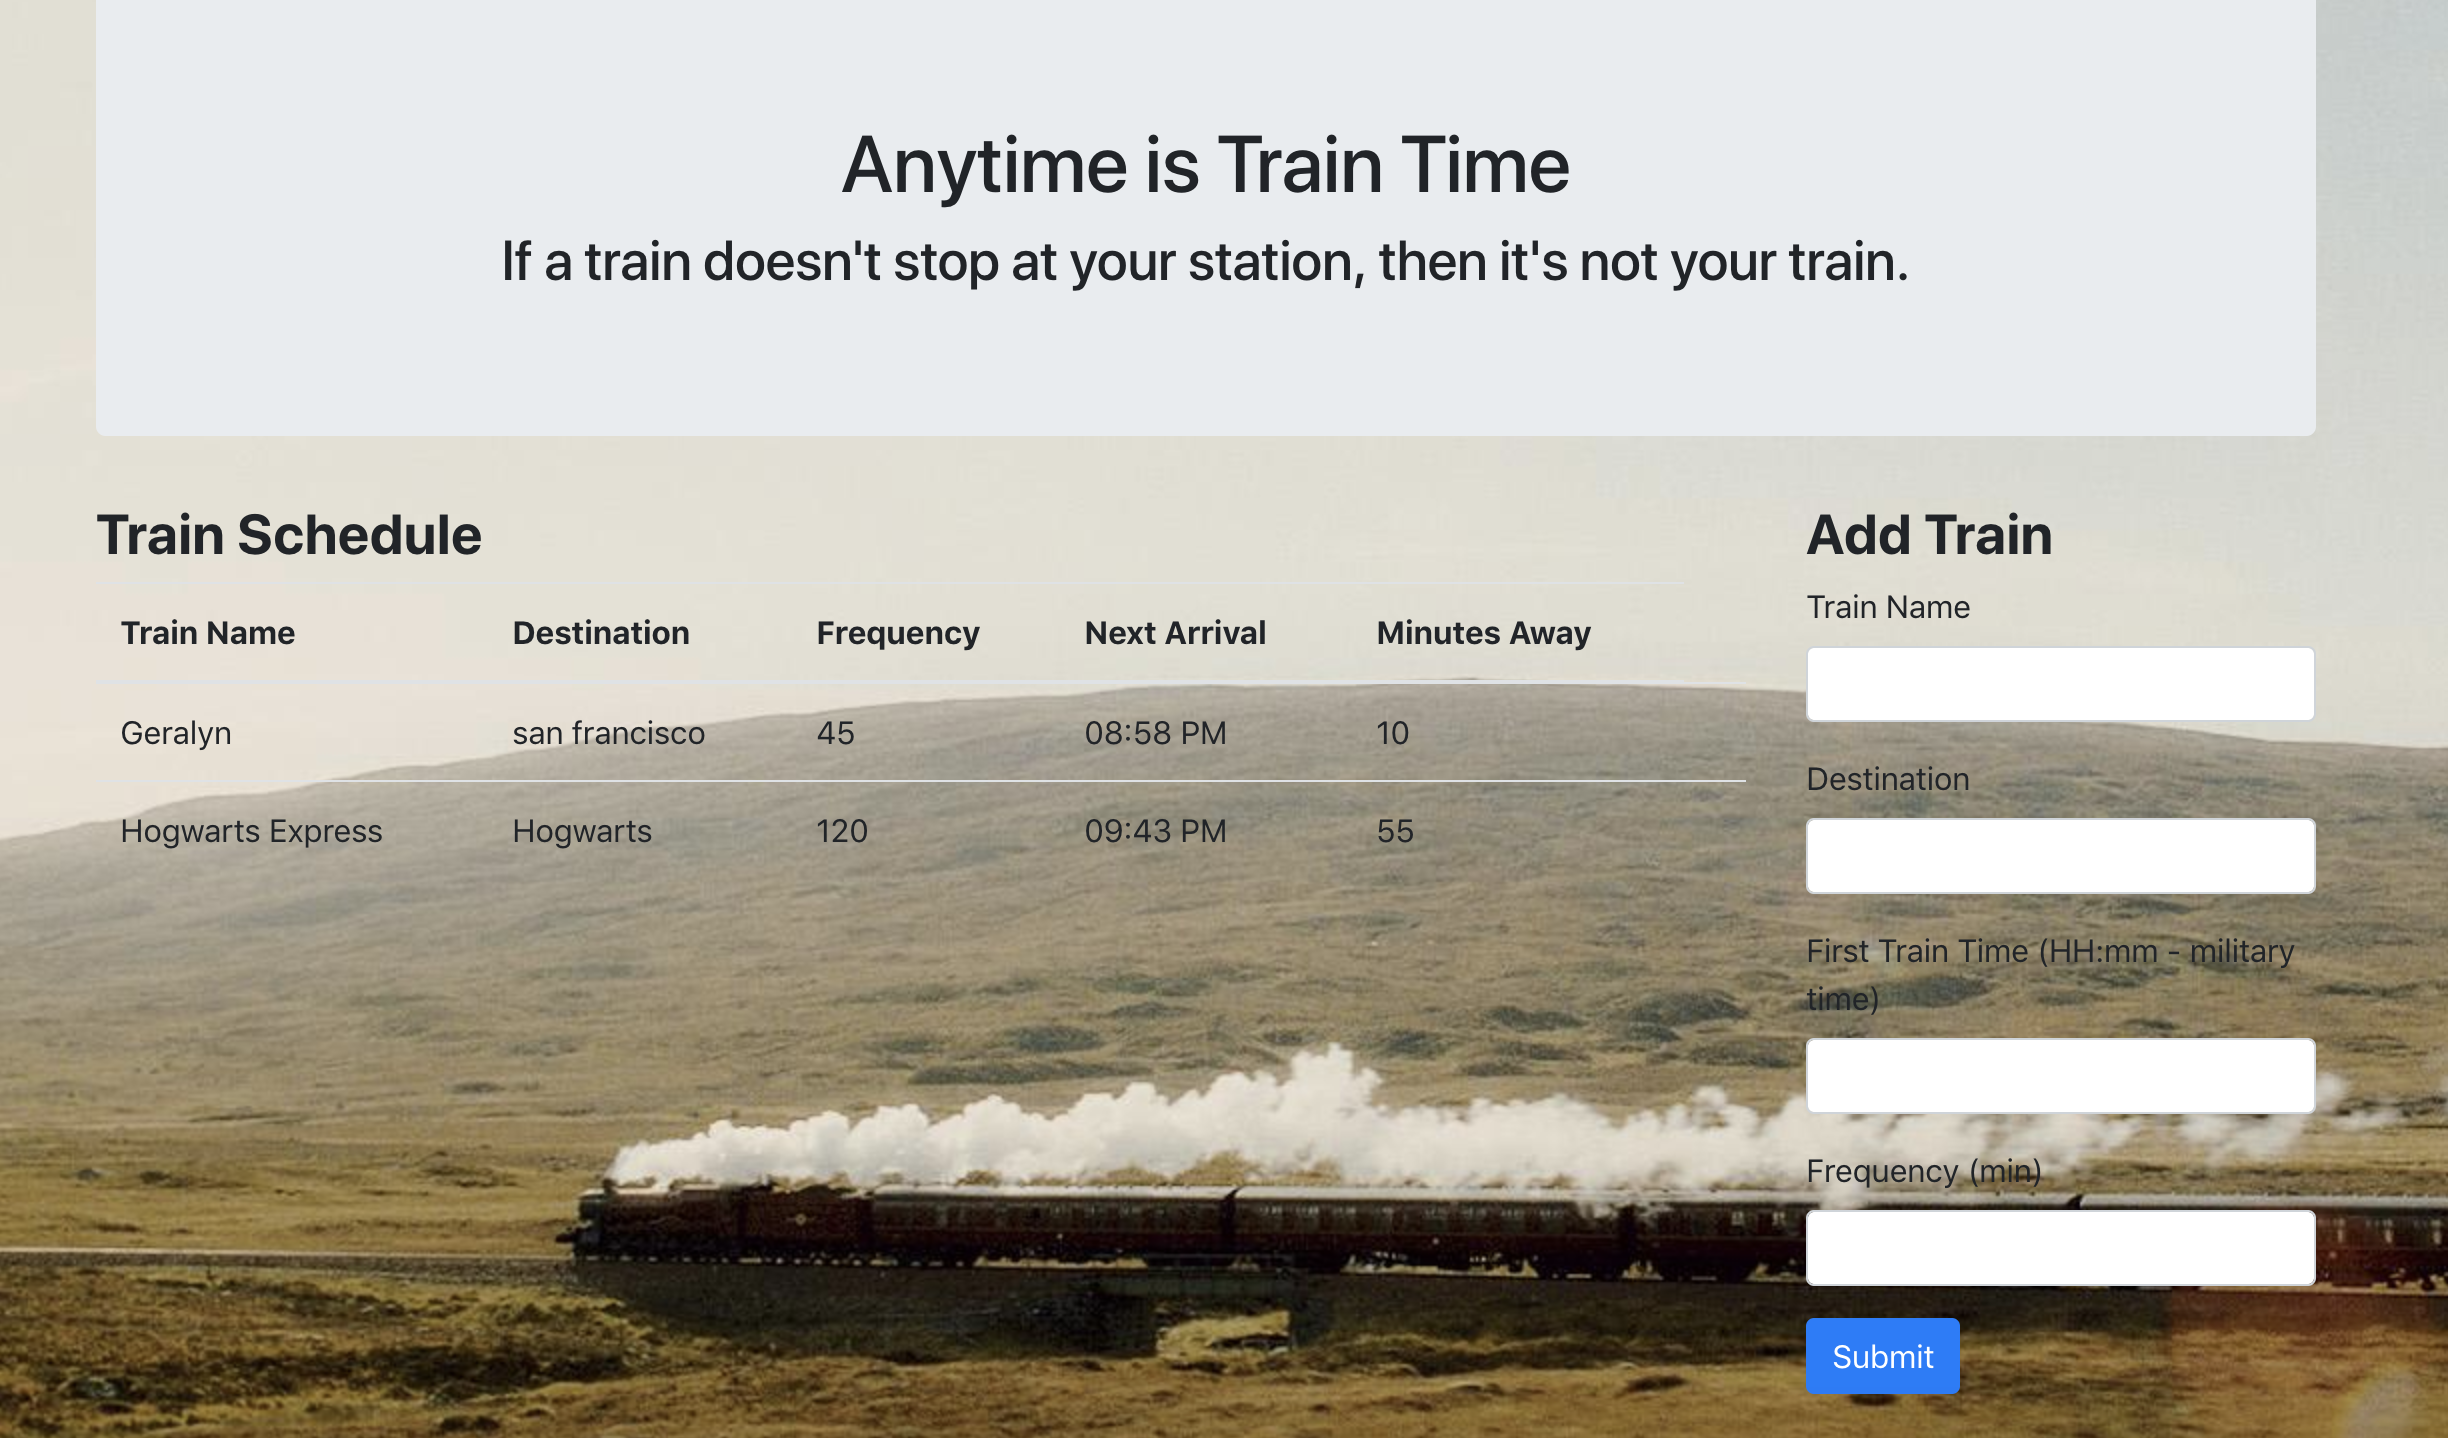 Anytime is Train Time
If a train doesn't stop at your station, then it's not your train.
Train Schedule
Train Name Destination Frequency Next Arrival Minutes Away
Geralyn san francisco 45 08:58 PM 10
Hogwarts Express Hogwarts 120 09:43 PM 55
Add Train
Train Name
Destination
First Train Time (HH:mm - military
time)
Frequency (min)
Submit